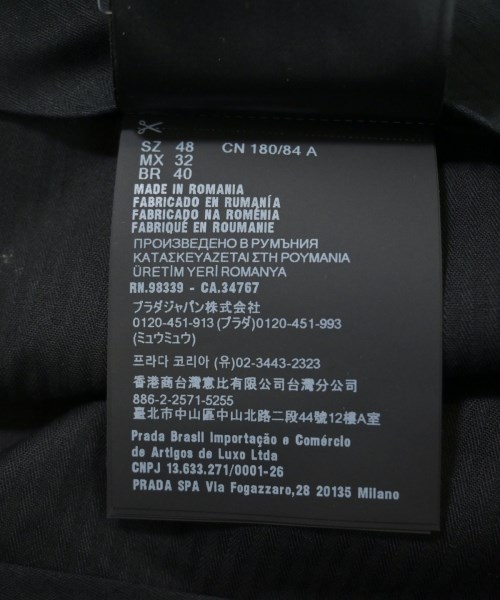 SZ 48 CN 180/84 A
MX 32
BR 40
MADE IN ROMANIA
FABRICADO EN RUMANÍA
FABRICADO NA ROMÊNIA
FABRIQUÉ EN ROUMANIE
ПРОИЗВЕДЕНО В РУМЪНИЯ
ΚΑΤΑΣΚΕΥΑΖΕΤΑΙ ΣΤΗ ΡΟΥΜΑΝΙΑ
ÜRETİM YERİ ROMANYA
RN.98339 - CA.34767
プラダジャパン株式会社
0120-451-913 (プラダ)0120-451-993
(ミュウミュウ)
프라다 코리아 (유)02-3443-2323
香港商台灣意比有限公司台灣分公司
886-2-2571-5255
臺北市中山區中山北路二段44號12樓A室
Prada Brasil Importação e Comércio
de Artigos de Luxo Ltda
CNPJ 13.633.271/0001-26
PRADA SPA Via Fogazzaro,28 20135 Milano